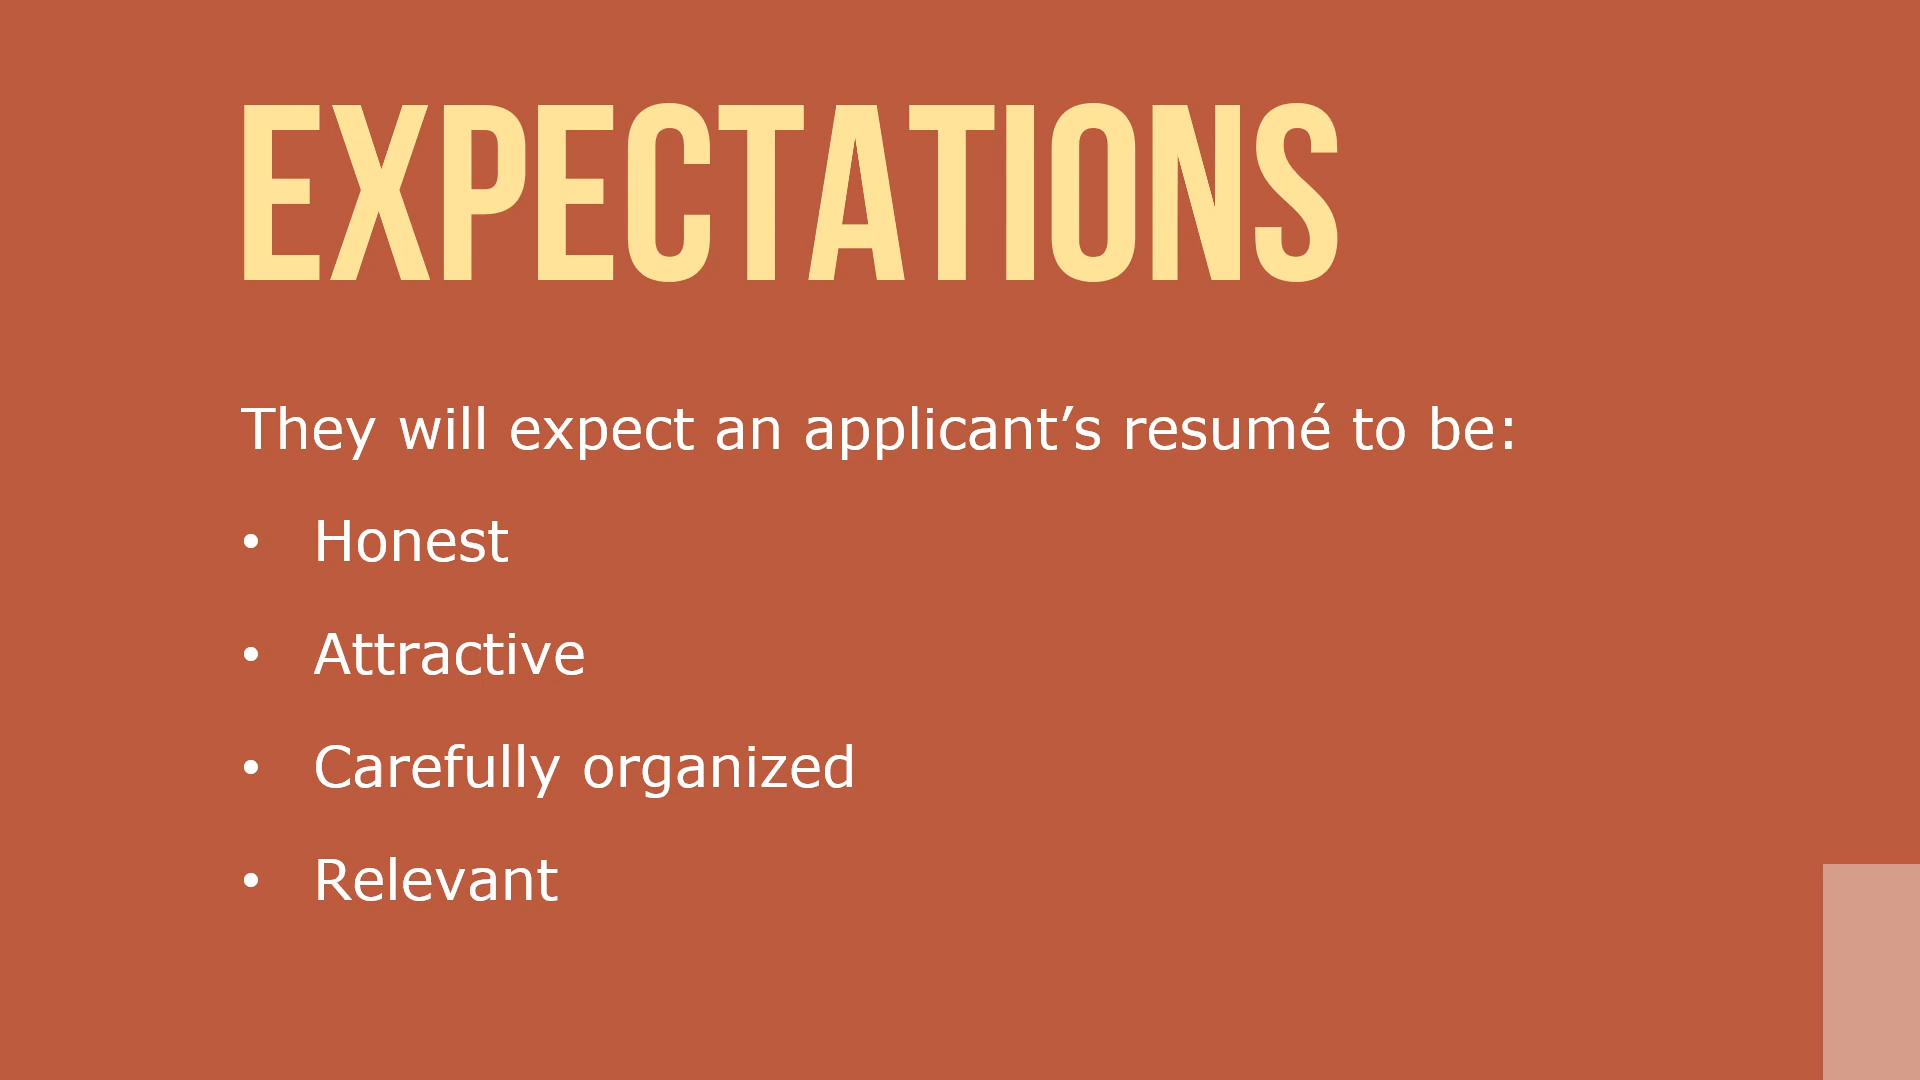 EXPECTATIONS
They will expect an applicant’s resumé to be:
• Honest
• Attractive
• Carefully organized
• Relevant